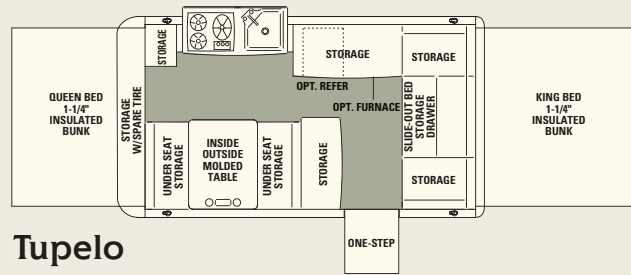 STORAGE
STORAGE
STORAGE
OPT. REFER
OPT. FURNACE
QUEEN BED
1-1/4"
INSULATED
BUNK
STORAGE
W/SPARE TIRE
UNDER SEAT
STORAGE
INSIDE
OUTSIDE
MOLDED
TABLE
UNDER SEAT
STORAGE
STORAGE
SLIDE-OUT BED
STORAGE
DRAWER
STORAGE
KING BED
1-1/4"
INSULATED
BUNK
ONE-STEP
Tupelo